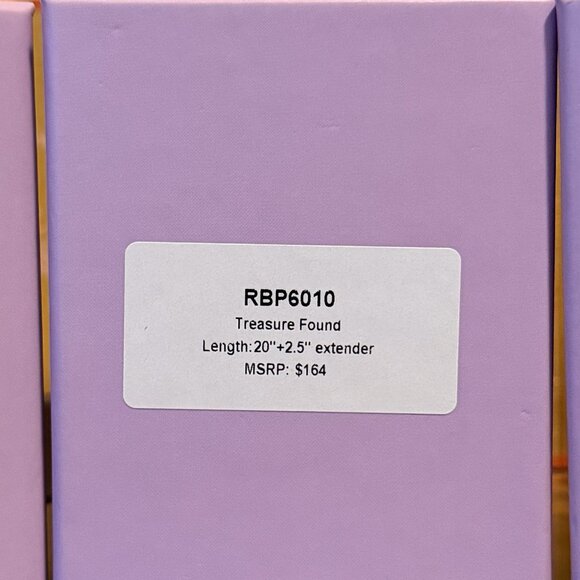 RBP6010
Treasure Found
Length:20"+2.5" extender
MSRP: $164